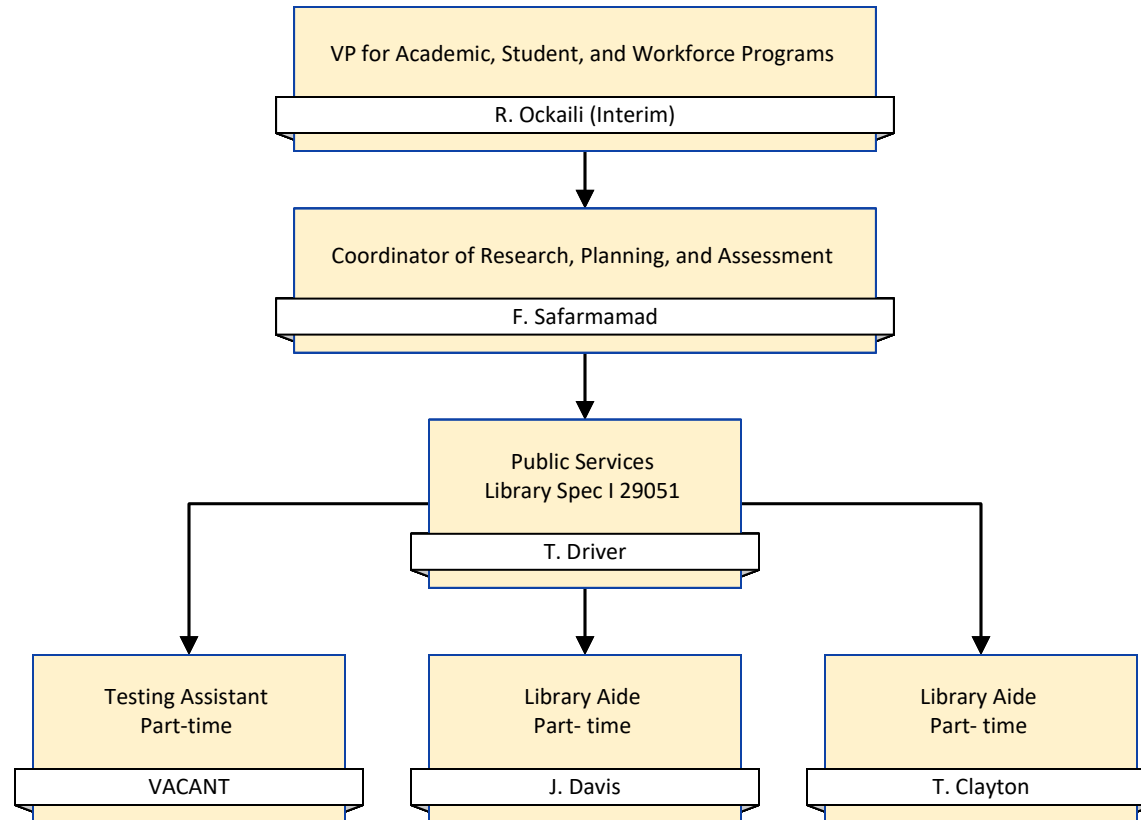 VP for Academic, Student, and Workforce Programs
R. Ockaili (Interim)
Coordinator of Research, Planning, and Assessment
F. Safarmamad
Public Services
Library Spec I 29051
T. Driver
Testing Assistant
Part-time
VACANT
Library Aide
Part- time
J. Davis
Library Aide
Part- time
T. Clayton